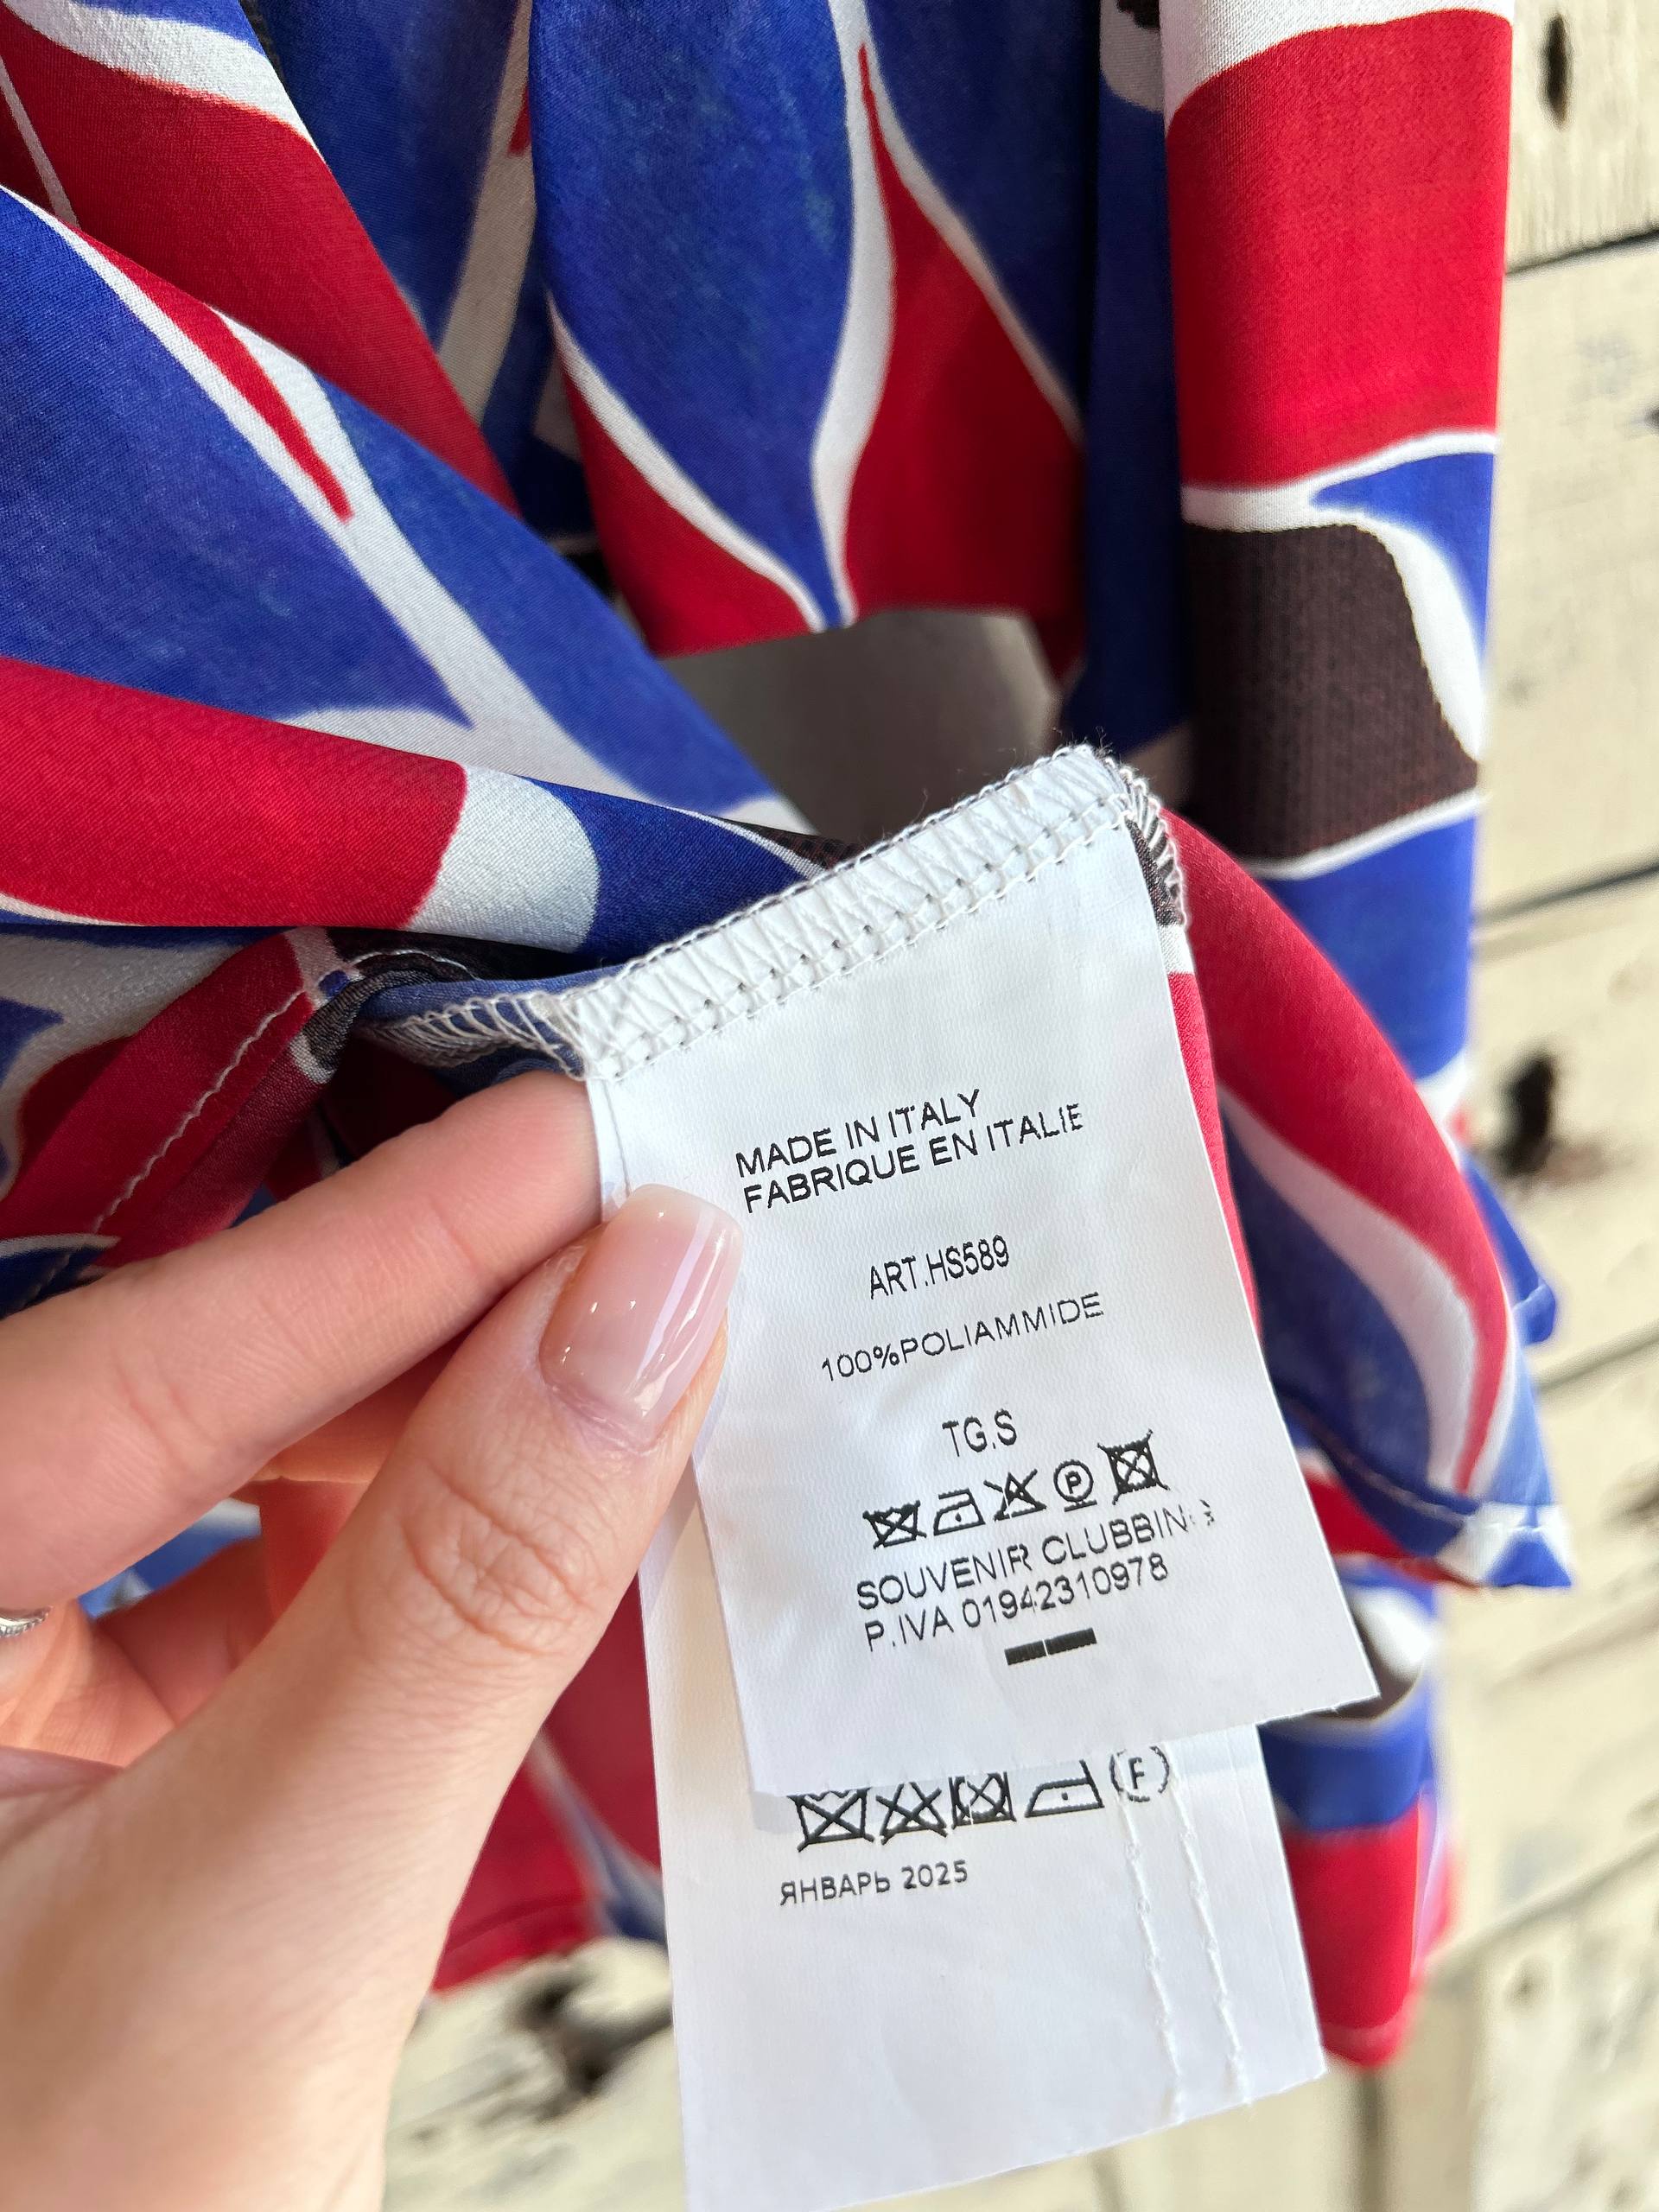 MADE IN ITALY
FABRIQUE EN ITALIE
ART.HS589
100%POLIAMMIDE
TG.S
P
SOUVENIR CLUBBING
P.IVA 01942310978
F
ЯНВАРЬ 2025